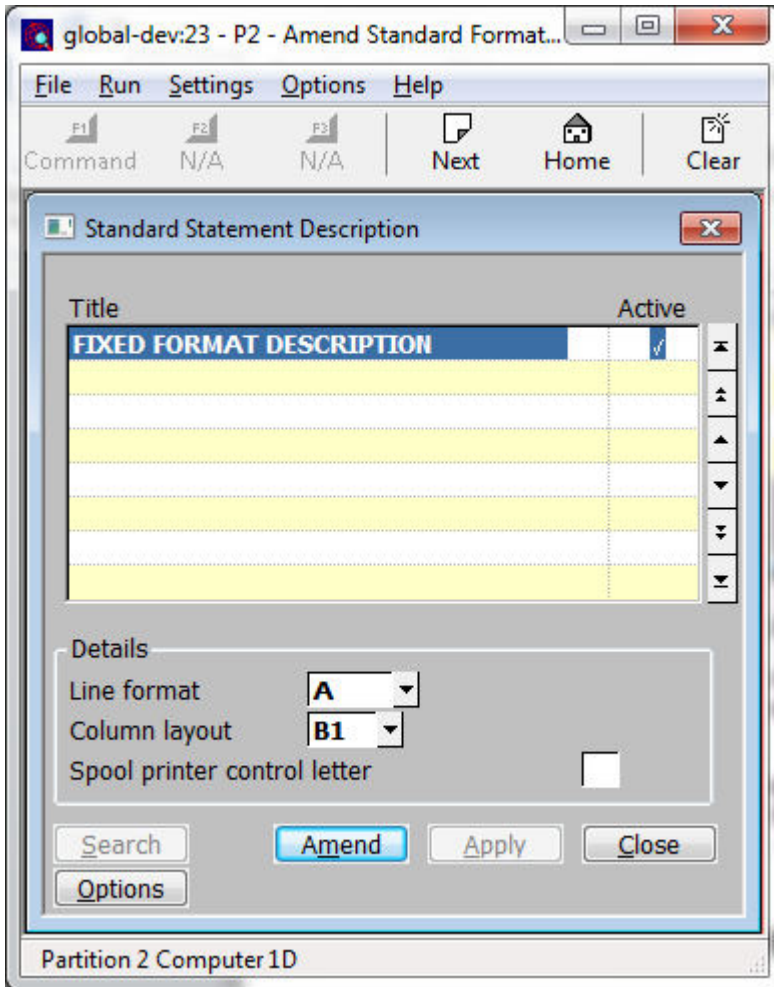 global-dev:23 - P2 - Amend Standard Format...
File Run Settings Options Help
F1 F2 F3
Command N/A N/A Next Home Clear
Standard Statement Description
Title Active
FIXED FORMAT DESCRIPTION √
Details
Line format A
Column layout B1
Spool printer control letter
Search Amend Apply Close
Options
Partition 2 Computer 1D